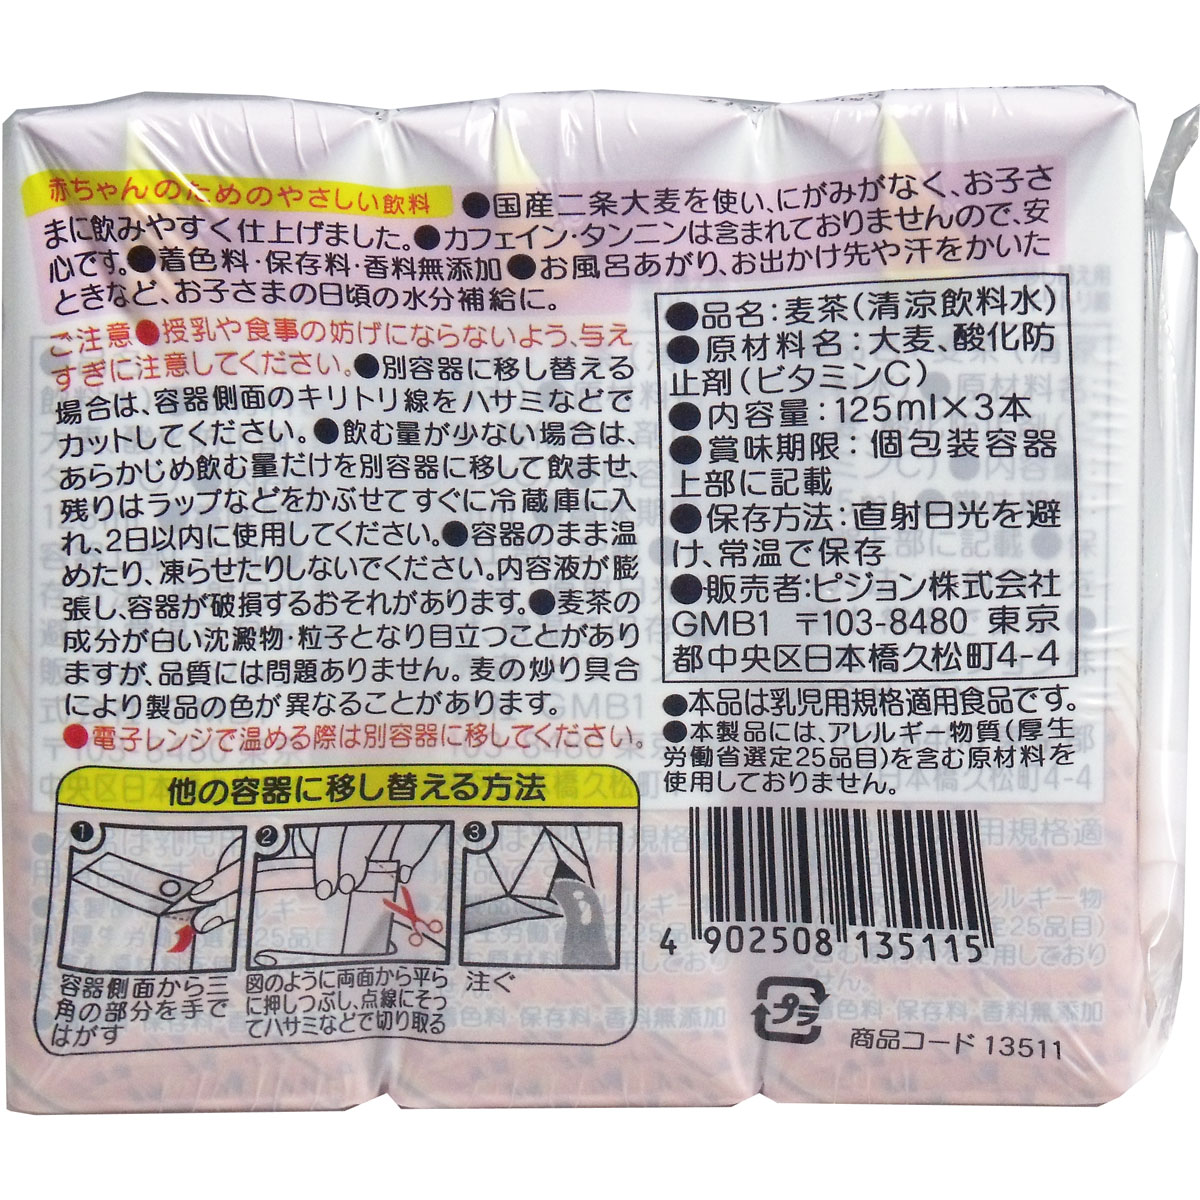 赤ちゃんのためのやさしい飲料 ●国産二条大麦を使い、にがみがなく、お子さ
まに飲みやすく仕上げました。●カフェイン・タンニンは含まれておりませんので、安
心です。●着色料・保存料・香料無添加●お風呂あがり、お出かけ先や汗をかいた
ときなど、お子さまの日頃の水分補給に。
ご注意●授乳や食事の妨げにならないよう、与え
すぎに注意してください。●別容器に移し替える
場合は、容器側面のキリトリ線をハサミなどで
カットしてください。●飲む量が少ない場合は、
あらかじめ飲む量だけを別容器に移して飲ませ、
残りはラップなどをかぶせてすぐに冷蔵庫に入
れ、2日以内に使用してください。●容器のまま温
めたり、凍らせたりしないでください。内容液が膨
張し、容器が破損するおそれがあります。●麦茶の
成分が白い沈澱物・粒子となり目立つことがあり
ますが、品質には問題ありません。麦の炒り具合
により製品の色が異なることがあります。
●電子レンジで温める際は別容器に移してください。
●品名:麦茶(清涼飲料水)
●原材料名:大麦、酸化防
止剤(ビタミンC)
●内容量:125ml×3本
●賞味期限:個包装容器
上部に記載
●保存方法:直射日光を避
け、常温で保存
●販売者:ピジョン株式会社
GMB1 〒103-8480 東京
都中央区日本橋久松町4-4
●本品は乳児用規格適用食品です。
●本製品には、アレルギー物質(厚生
労働省選定25品目)を含む原材料を
使用しておりません。
他の容器に移し替える方法
1
容器側面から三
角の部分を手で
はがす
2
図のように両面から平ら
に押しつぶし、点線にそっ
てハサミなどで切り取る
3
注ぐ
4 902508 135115
プラ
商品コード 13511